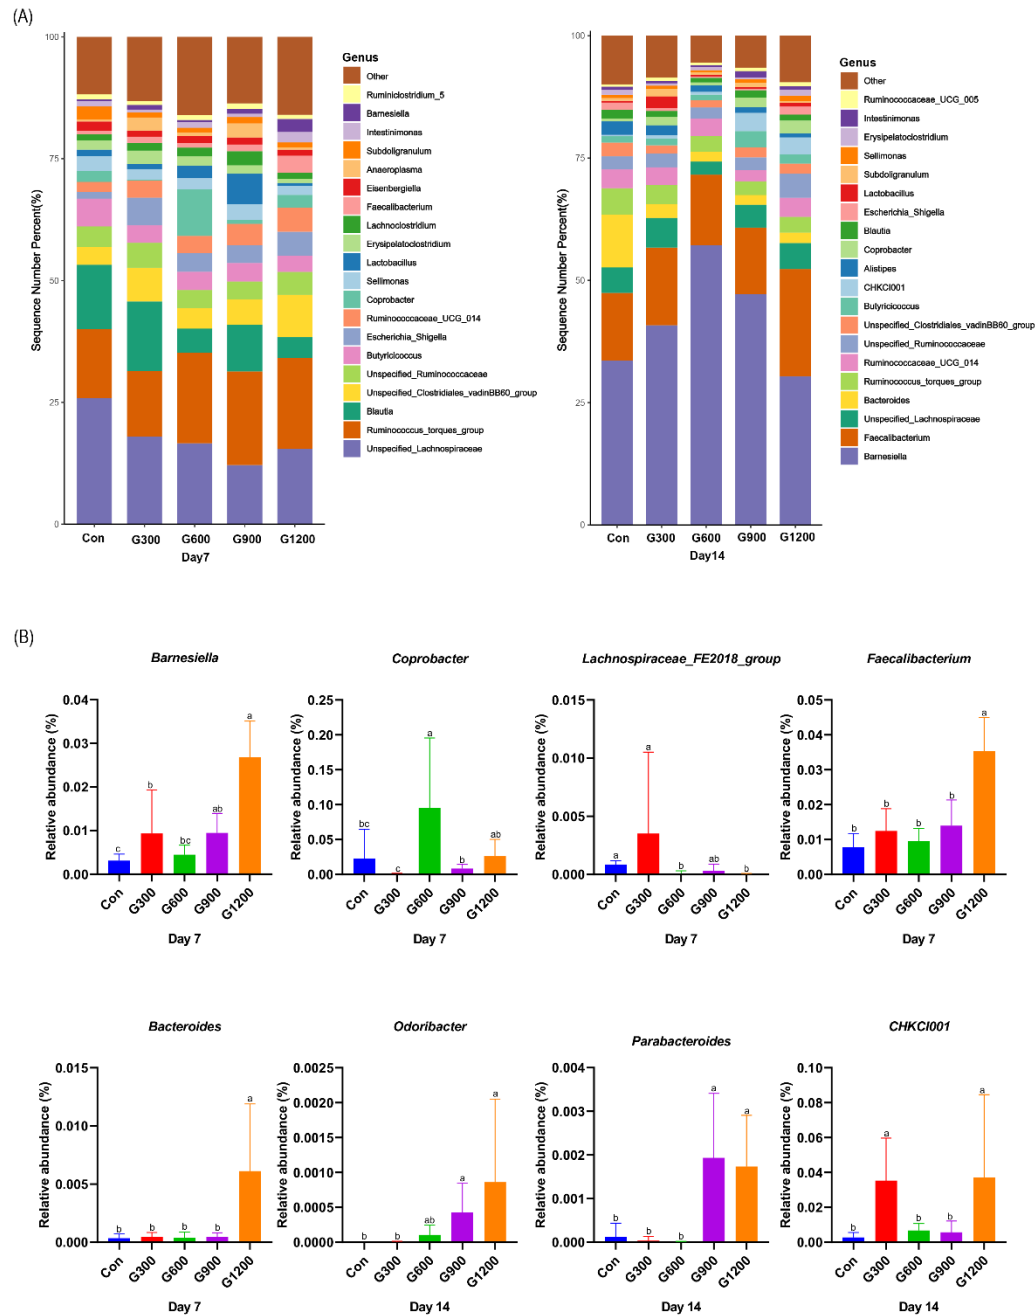 (A)
100
75
50
25
0
Sequence Number Percent(%)
Con G300 G600 G900 G1200
Day7
Genus
Other
Ruminiclostridium_5
Barnesiella
Intestinimonas
Subdoligranulum
Anaeroplasma
Eisenbergiella
Faecalibacterium
Lachnoclostridium
Erysipelatoclostridium
Lactobacillus
Sellimonas
Coprobacter
Ruminococcaceae_UCG_014
Escherichia_Shigella
Butyricicoccus
Unspecified_Ruminococcaceae
Unspecified_Clostridiales_vadinBB60_group
Blautia
Ruminococcus_torques_group
Unspecified_Lachnospiraceae
100
75
50
25
0
Sequence Number Percent(%)
Con G300 G600 G900 G1200
Day14
Genus
Other
Ruminococcaceae_UCG_005
Intestinimonas
Erysipelatoclostridium
Sellimonas
Subdoligranulum
Lactobacillus
Escherichia_Shigella
Blautia
Coprobacter
Alistipes
CHKCI001
Butyricicoccus
Unspecified_Clostridiales_vadinBB60_group
Unspecified_Ruminococcaceae
Ruminococcaceae_UCG_014
Ruminococcus_torques_group
Bacteroides
Unspecified_Lachnospiraceae
Faecalibacterium
Barnesiella
(B)
Barnesiella
Relative abundance (%)
0.04
0.03
0.02
0.01
0.00
c b bc ab a
Con G300 G600 G900 G1200
Day 7
Coprobacter
Relative abundance (%)
0.25
0.20
0.15
0.10
0.05
0.00
bc c a b ab
Con G300 G600 G900 G1200
Day 7
Lachnospiraceae_FE2018_group
Relative abundance (%)
0.015
0.010
0.005
0.000
a a b ab b
Con G300 G600 G900 G1200
Day 7
Faecalibacterium
Relative abundance (%)
0.05
0.04
0.03
0.02
0.01
0.00
b b b b a
Con G300 G600 G900 G1200
Day 7
Bacteroides
Relative abundance (%)
0.015
0.010
0.005
0.000
b b b b a
Con G300 G600 G900 G1200
Day 7
Odoribacter
Relative abundance (%)
0.0025
0.0020
0.0015
0.0010
0.0005
0.0000
b b ab a a
Con G300 G600 G900 G1200
Day 14
Parabacteroides
Relative abundance (%)
0.004
0.003
0.002
0.001
0.000
b b b a a
Con G300 G600 G900 G1200
Day 14
CHKCI001
Relative abundance (%)
0.10
0.08
0.06
0.04
0.02
0.00
b a b b a
Con G300 G600 G900 G1200
Day 14